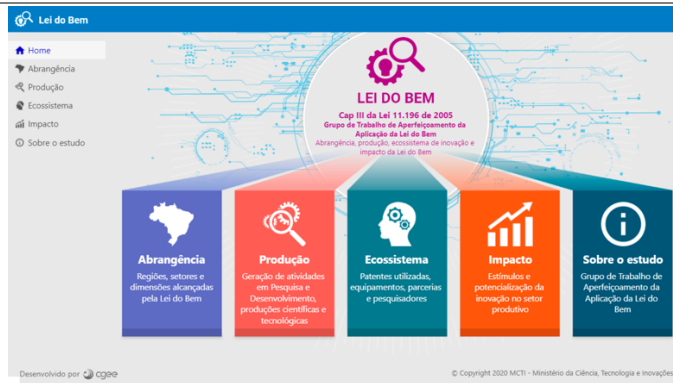 Lei do Bem
Home
Abrangência
Produção
Ecossistema
Impacto
Sobre o estudo
LEI DO BEM
Cap III da Lei 11.196 de 2005
Grupo de Trabalho de Aperfeiçoamento da
Aplicação da Lei do Bem
Abrangência, produção, ecossistema de inovação e
impacto da Lei do Bem
Abrangência
Regiões, setores e
dimensões alcançadas
pela Lei do Bem
Produção
Geração de atividades
em Pesquisa e
Desenvolvimento,
produções científicas e
tecnológicas
Ecossistema
Patentes utilizadas,
equipamentos, parcerias
e pesquisadores
Impacto
Estímulos e
potencialização da
inovação no setor
produtivo
Sobre o estudo
Grupo de Trabalho de
Aperfeiçoamento da
Aplicação da Lei do
Bem
Desenvolvido por cgee
© Copyright 2020 MCTI - Ministério da Ciência, Tecnologia e Inovações